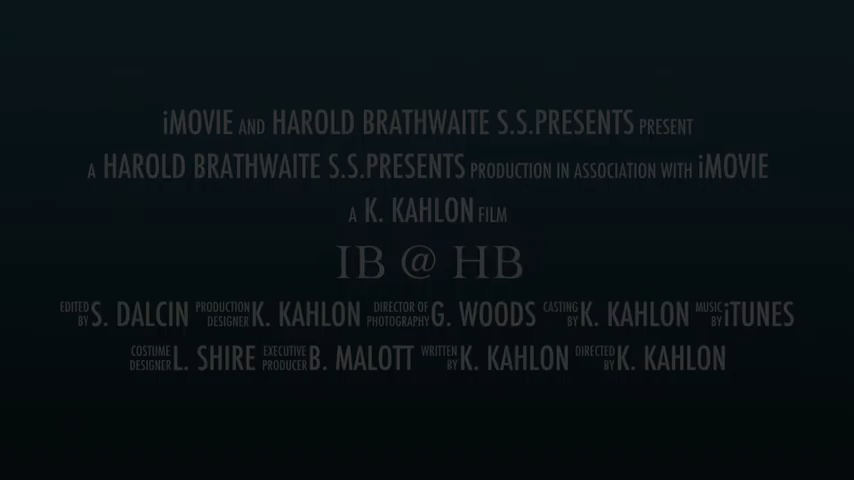 iMOVIE AND HAROLD BRATHWAITE S.S.PRESENTS PRESENT
A HAROLD BRATHWAITE S.S.PRESENTS PRODUCTION IN ASSOCIATION WITH iMOVIE
A K. KAHLON FILM
IB @ HB
EDITED BY S. DALCIN PRODUCTION DESIGNER K. KAHLON DIRECTOR OF PHOTOGRAPHY G. WOODS CASTING BY K. KAHLON MUSIC BY iTUNES
COSTUME DESIGNER L. SHIRE EXECUTIVE PRODUCER B. MALOTT WRITTEN BY K. KAHLON DIRECTED BY K. KAHLON